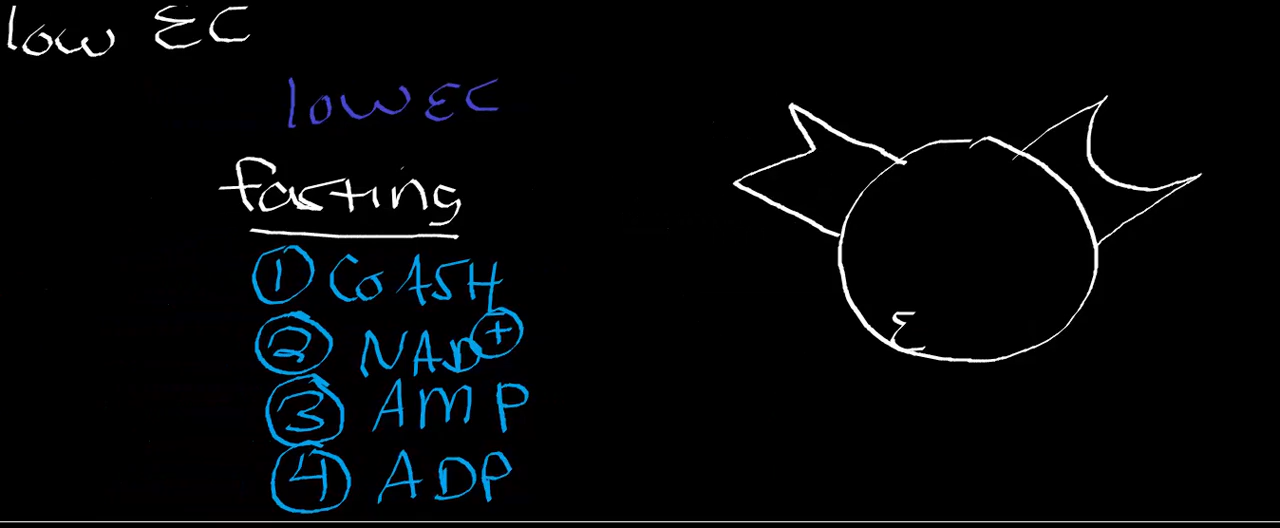 low EC
low EC
fasting
① CoASH
② NAD⊕
③ AMP
④ ADP
ε